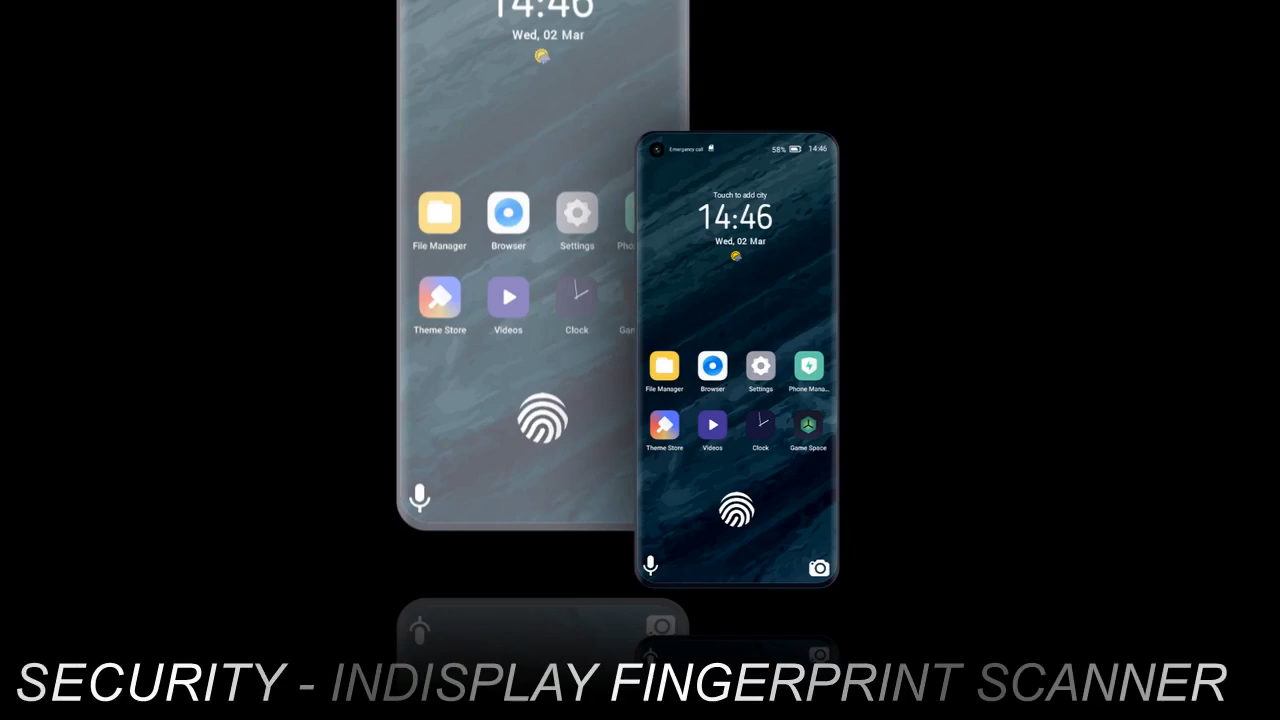 14:46
Wed, 02 Mar
File Manager Browser Settings Pho
Theme Store Videos Clock Gam
Emergency call 58% 14:46
Touch to add city
14:46
Wed, 02 Mar
File Manager Browser Settings Phone Mana...
Theme Store Videos Clock Game Space
SECURITY - INDISPLAY FINGERPRINT SCANNER